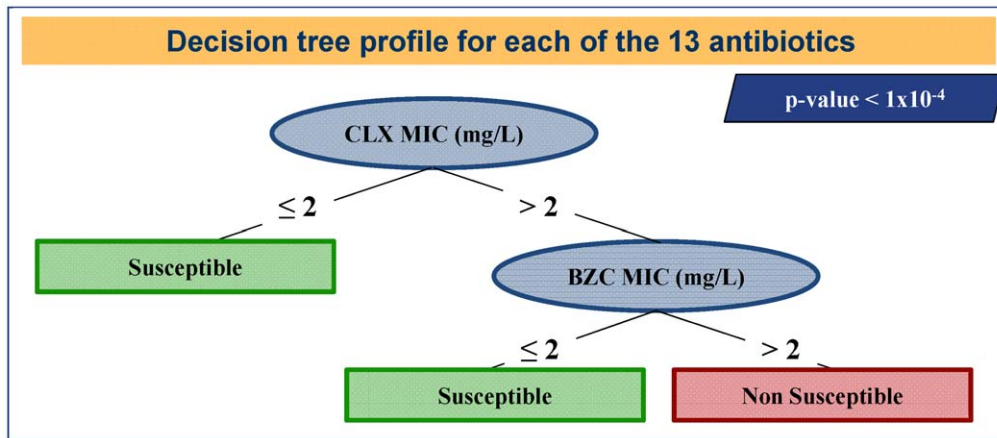 Decision tree profile for each of the 13 antibiotics
p-value < 1x10⁻⁴
CLX MIC (mg/L)
≤ 2
> 2
Susceptible
BZC MIC (mg/L)
≤ 2
> 2
Susceptible
Non Susceptible